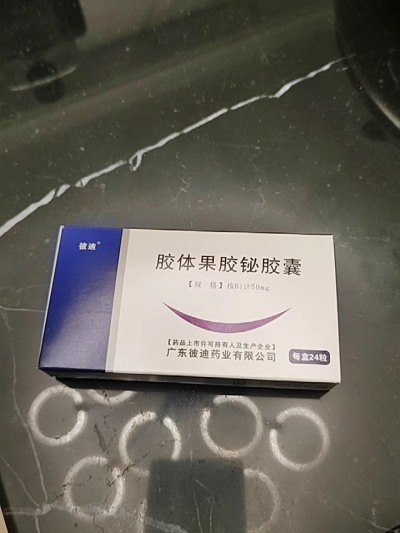 彼迪®
胶体果胶铋胶囊
【规 格】按Bi计50mg
【药品上市许可持有人及生产企业】
广东彼迪药业有限公司
每盒24粒